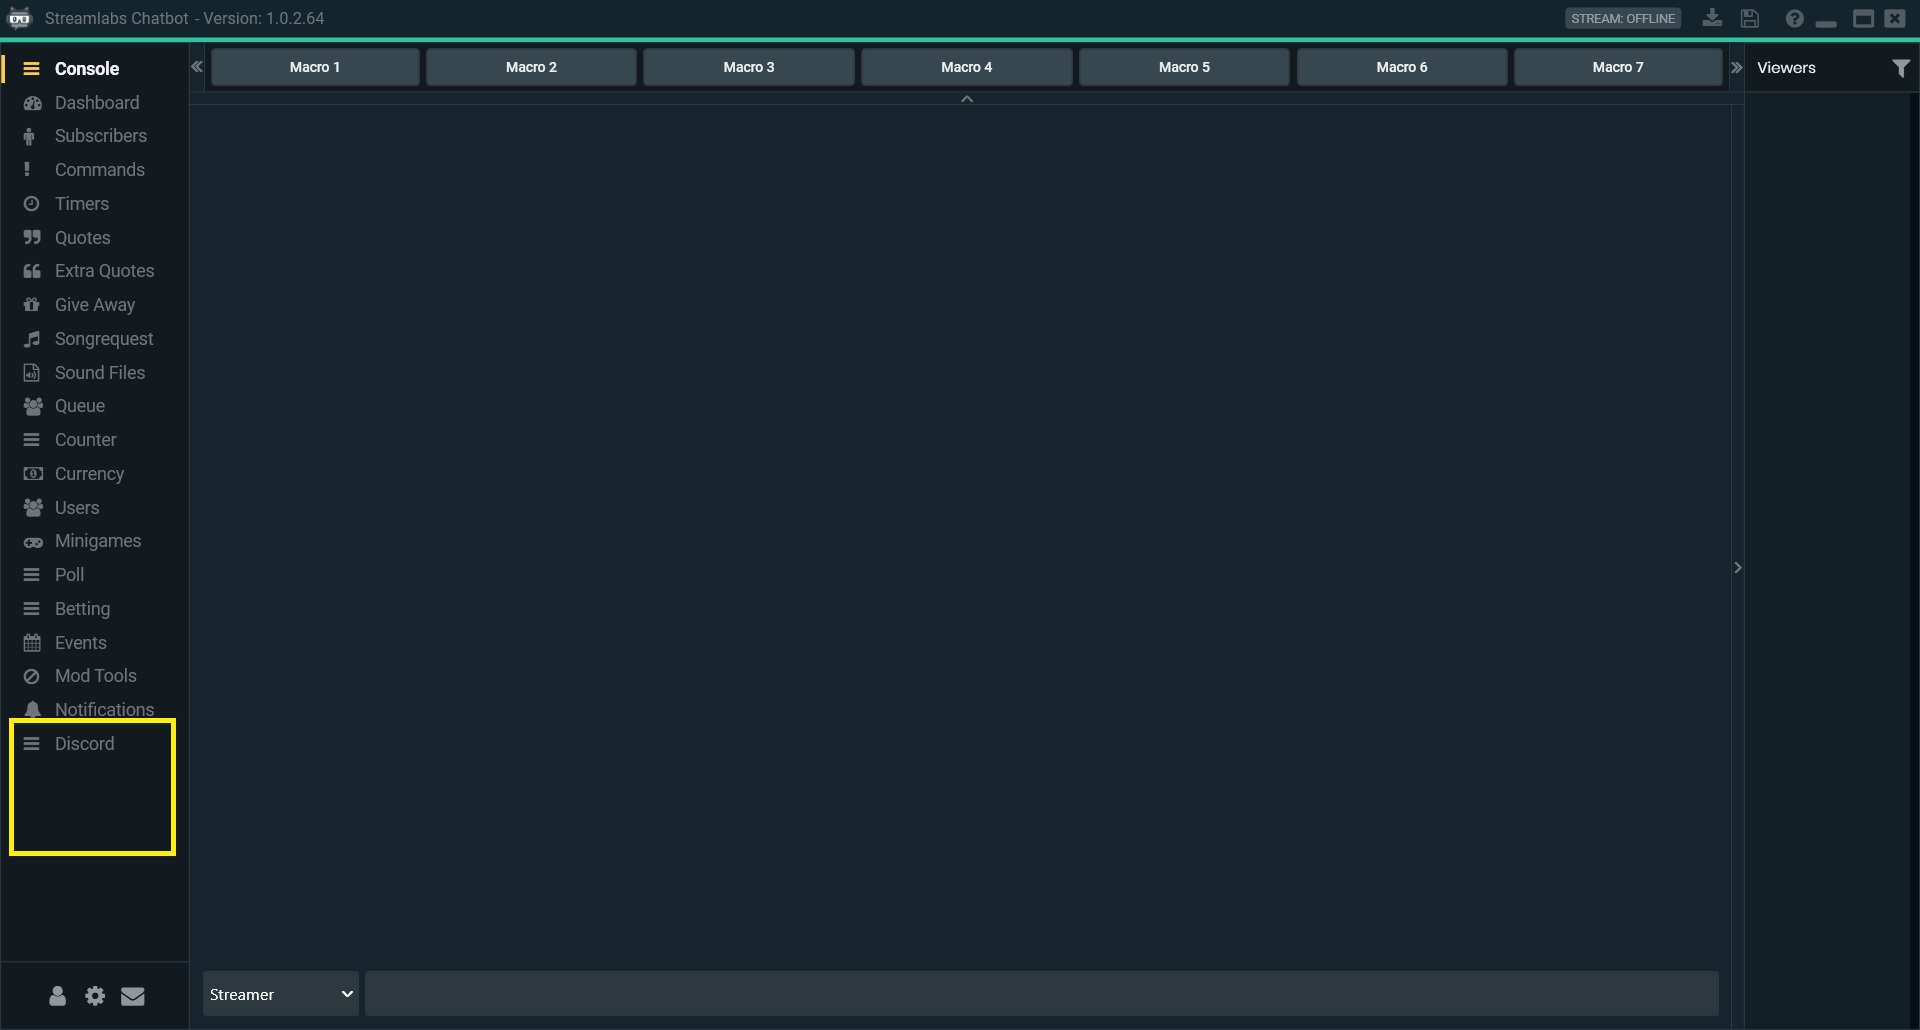 Streamlabs Chatbot - Version: 1.0.2.64
STREAM: OFFLINE
Console
Dashboard
Subscribers
Commands
Timers
Quotes
Extra Quotes
Give Away
Songrequest
Sound Files
Queue
Counter
Currency
Users
Minigames
Poll
Betting
Events
Mod Tools
Notifications
Discord
Macro 1
Macro 2
Macro 3
Macro 4
Macro 5
Macro 6
Macro 7
Viewers
Streamer